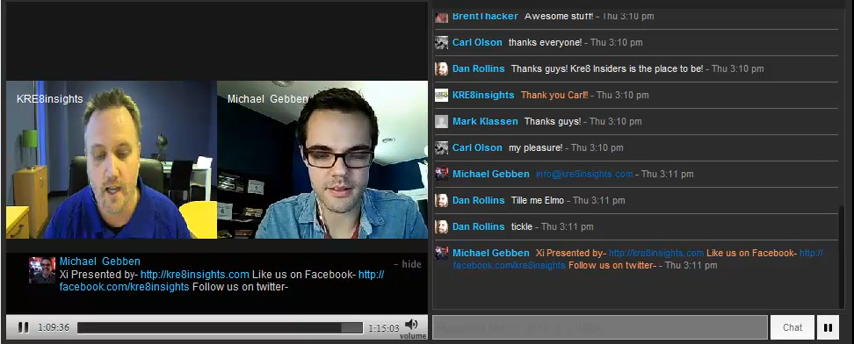 KRE8insights
Michael Gebben
Michael Gebben
– hide
Xi Presented by- http://kre8insights.com Like us on Facebook- http://
facebook.com/kre8insights Follow us on twitter-
1:09:36
1:15:03
volume
BrentThacker Awesome stuff! - Thu 3:10 pm
Carl Olson thanks everyone! - Thu 3:10 pm
Dan Rollins Thanks guys! Kre8 Insiders is the place to be! - Thu 3:10 pm
KRE8insights Thank you Carl! - Thu 3:10 pm
Mark Klassen Thanks guys! - Thu 3:10 pm
Carl Olson my pleasure! - Thu 3:10 pm
Michael Gebben info@kre8insights.com - Thu 3:11 pm
Dan Rollins Tille me Elmo - Thu 3:11 pm
Dan Rollins tickle - Thu 3:11 pm
Michael Gebben Xi Presented by- http://kre8insights.com Like us on Facebook- http://
facebook.com/kre8insights Follow us on twitter- - Thu 3:11 pm
Chat